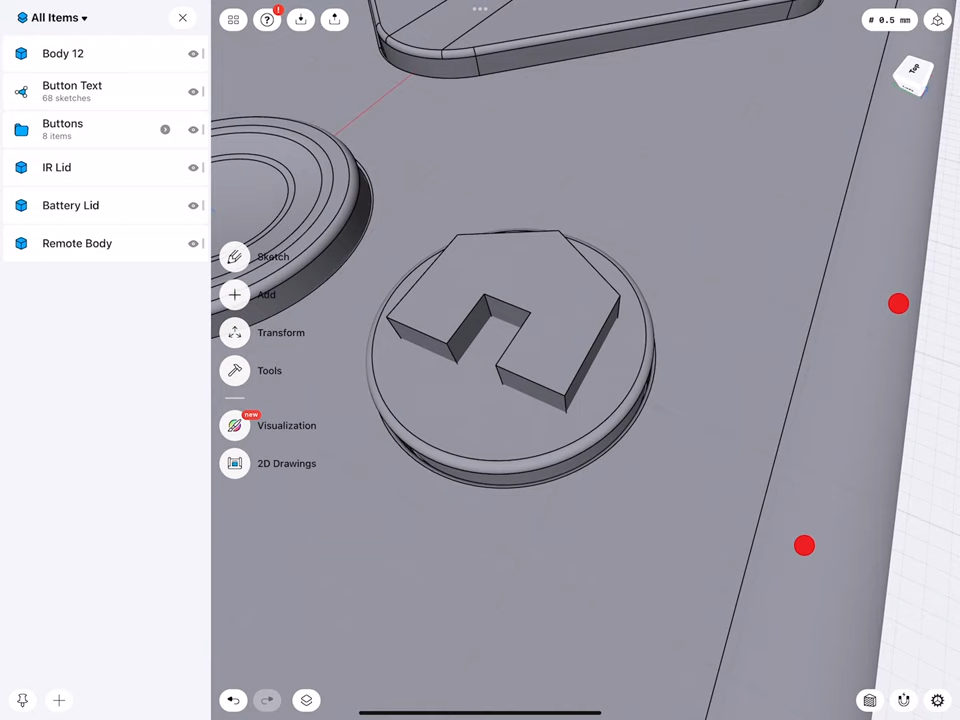 All Items
# 0.5 mm
Top
Body 12
Button Text
68 sketches
Buttons
8 items
IR Lid
Battery Lid
Remote Body
Sketch
Add
Transform
Tools
new
Visualization
2D Drawings